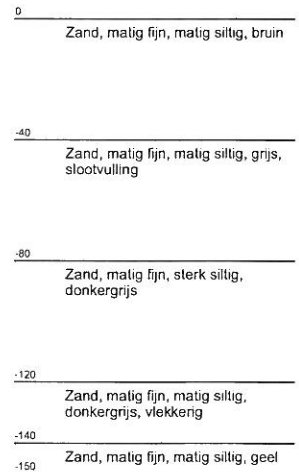 0
Zand, matig fijn, matig siltig, bruin
-40
Zand, matig fijn, matig siltig, grijs,
slootvulling
-80
Zand, matig fijn, sterk siltig,
donkergrijs
-120
Zand, matig fijn, matig siltig,
donkergrijs, vlekkerig
-140
Zand, matig fijn, matig siltig, geel
-150